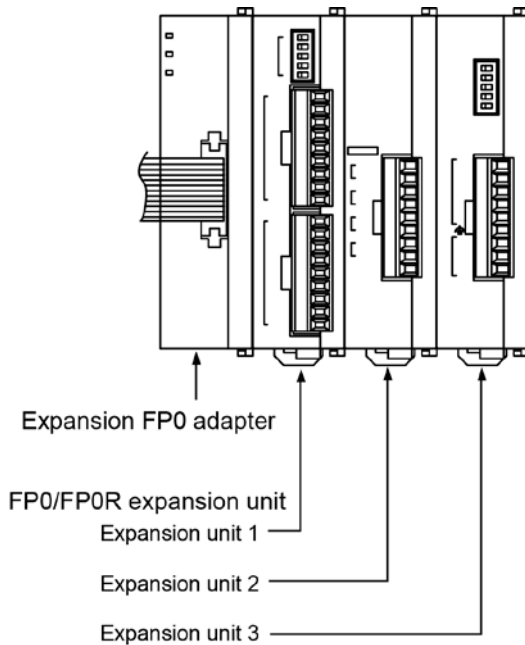 Expansion FP0 adapter
FP0/FP0R expansion unit
Expansion unit 1
Expansion unit 2
Expansion unit 3